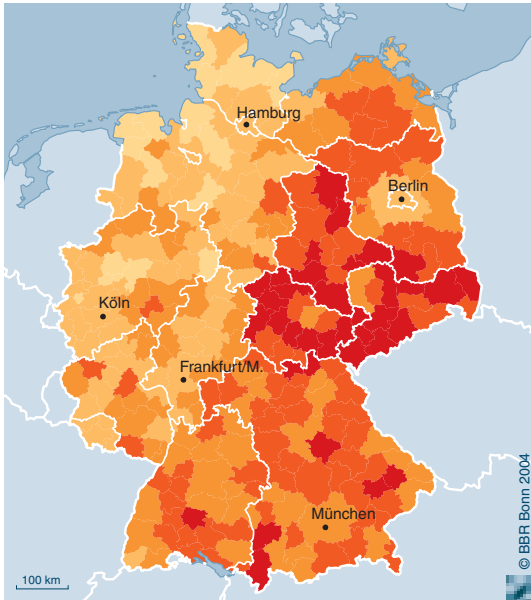 Hamburg
Berlin
Köln
Frankfurt/M.
München
100 km
© BBR Bonn 2004